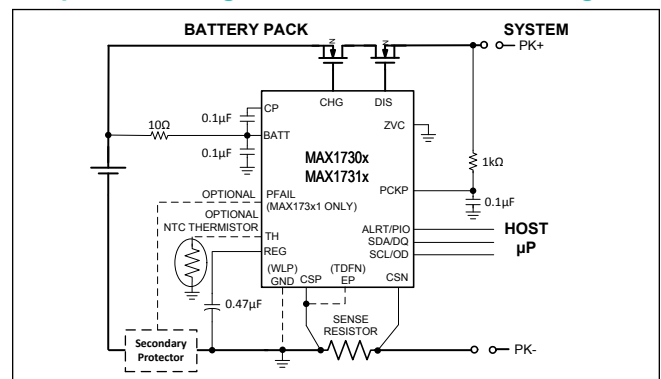 BATTERY PACK
SYSTEM
N
N
PK+
CHG
DIS
CP
0.1µF
10Ω
BATT
0.1µF
ZVC
MAX1730x
MAX1731x
1kΩ
PCKP
0.1µF
OPTIONAL
PFAIL
(MAX173x1 ONLY)
OPTIONAL
NTC THERMISTOR
TH
REG
ALRT/PIO
SDA/DQ
SCL/OD
HOST
µP
(WLP)
GND
CSP
(TDFN)
EP
CSN
0.47µF
SENSE
RESISTOR
Secondary
Protector
PK-